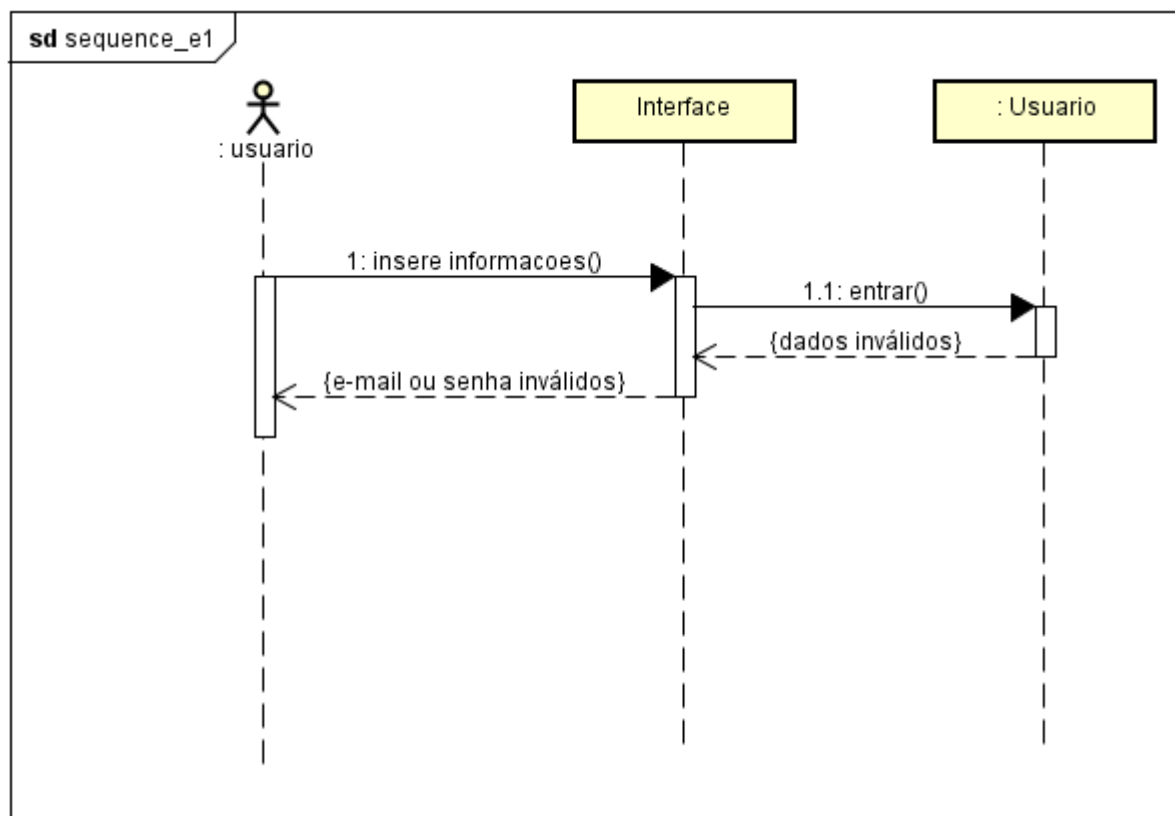 sd sequence_e1
: usuario
Interface
: Usuario
1: insere informacoes()
1.1: entrar()
{dados inválidos}
{e-mail ou senha inválidos}